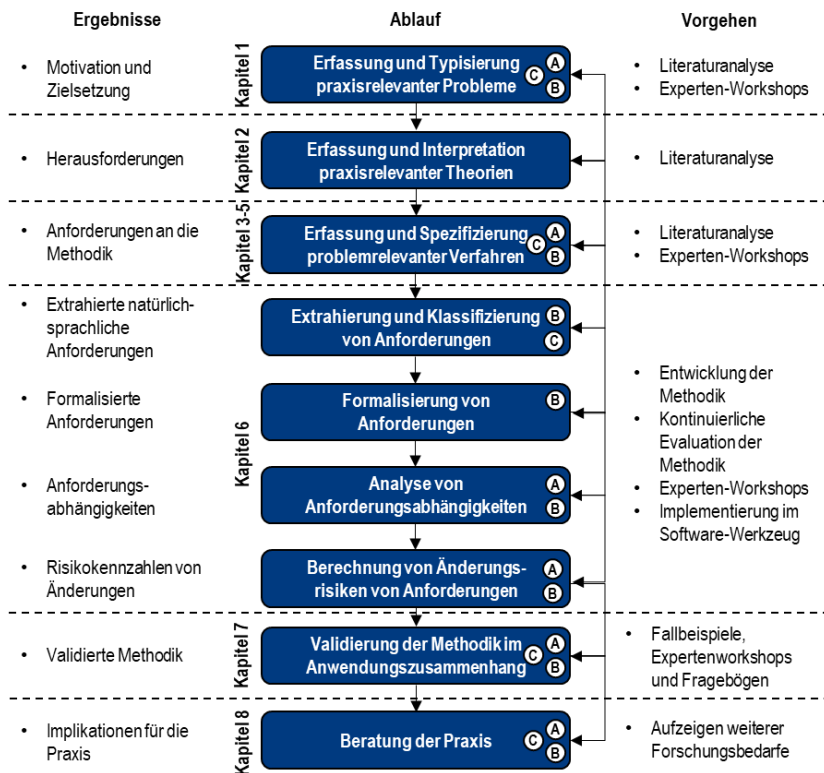 Ergebnisse
Ablauf
Vorgehen
Kapitel 1
• Motivation und
Zielsetzung
Erfassung und Typisierung
praxisrelevanter Probleme
A
C
B
• Literaturanalyse
• Experten-Workshops
Kapitel 2
• Herausforderungen
Erfassung und Interpretation
praxisrelevanter Theorien
• Literaturanalyse
Kapitel 3-5
• Anforderungen an die
Methodik
Erfassung und Spezifizierung
problemrelevanter Verfahren
A
C
B
• Literaturanalyse
• Experten-Workshops
Kapitel 6
• Extrahierte natürlich-
sprachliche
Anforderungen
Extrahierung und Klassifizierung
von Anforderungen
B
C
• Formalisierte
Anforderungen
Formalisierung von
Anforderungen
B
• Anforderungs-
abhängigkeiten
Analyse von
Anforderungsabhängigkeiten
A
B
• Risikokennzahlen von
Änderungen
Berechnung von Änderungs-
risiken von Anforderungen
A
B
• Entwicklung der
Methodik
• Kontinuierliche
Evaluation der
Methodik
• Experten-Workshops
• Implementierung im
Software-Werkzeug
Kapitel 7
• Validierte Methodik
Validierung der Methodik im
Anwendungszusammenhang
A
C
B
• Fallbeispiele,
Expertenworkshops
und Fragebögen
Kapitel 8
• Implikationen für die
Praxis
Beratung der Praxis
A
C
B
• Aufzeigen weiterer
Forschungsbedarfe